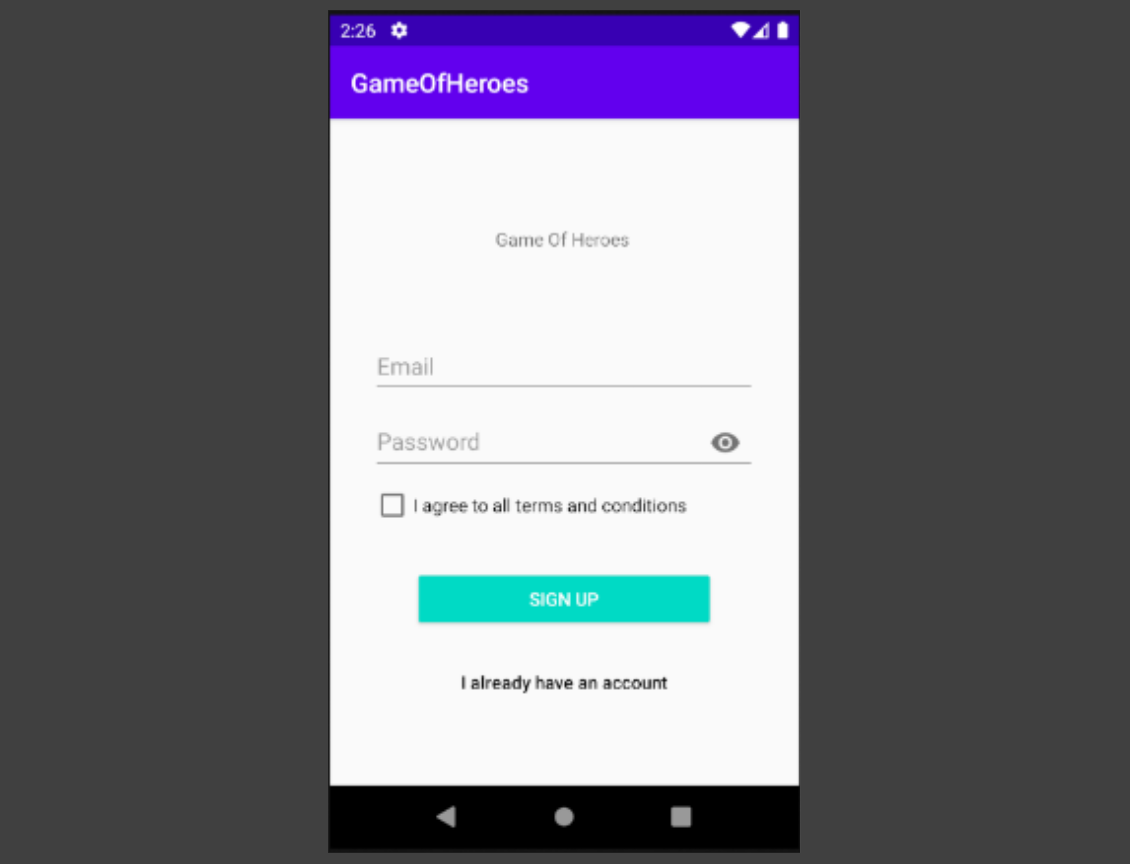 2:26
GameOfHeroes
Game Of Heroes
Email
Password
I agree to all terms and conditions
SIGN UP
I already have an account